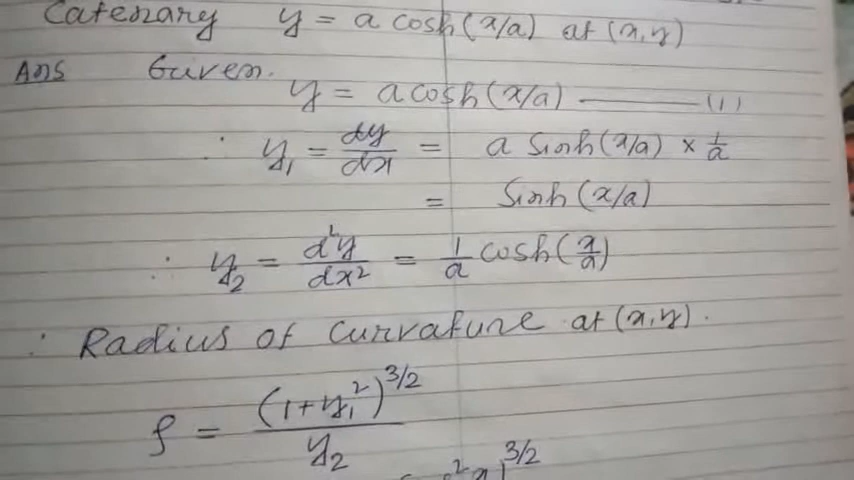 Catenary y = a cosh(x/a) at (x,y)
Ans Given.
y = a cosh(x/a) ——— (1)
∴ y₁ = dy/dx = a sinh(x/a) × 1/a
= sinh(x/a)
∴ y₂ = d²y/dx² = 1/a cosh(x/a)
∴ Radius of curvature at (x,y).
ρ = (1+y₁²)^3/2 / y₂